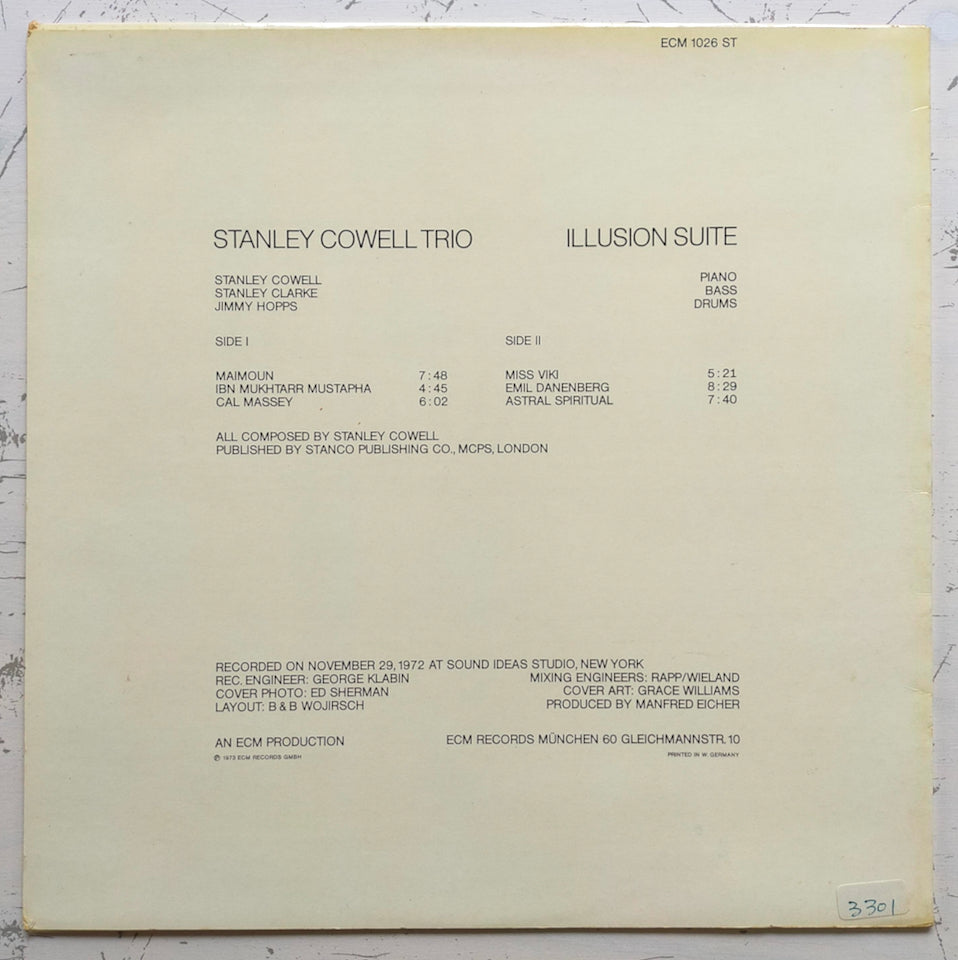 ECM 1026 ST
STANLEY COWELL TRIO ILLUSION SUITE
STANLEY COWELL PIANO
STANLEY CLARKE BASS
JIMMY HOPPS DRUMS
SIDE I SIDE II
MAIMOUN 7:48 MISS VIKI 5:21
IBN MUKHTARR MUSTAPHA 4:45 EMIL DANENBERG 8:29
CAL MASSEY 6:02 ASTRAL SPIRITUAL 7:40
ALL COMPOSED BY STANLEY COWELL
PUBLISHED BY STANCO PUBLISHING CO., MCPS, LONDON
RECORDED ON NOVEMBER 29, 1972 AT SOUND IDEAS STUDIO, NEW YORK
REC. ENGINEER: GEORGE KLABIN MIXING ENGINEERS: RAPP/WIELAND
COVER PHOTO: ED SHERMAN COVER ART: GRACE WILLIAMS
LAYOUT: B & B WOJIRSCH PRODUCED BY MANFRED EICHER
AN ECM PRODUCTION ECM RECORDS MÜNCHEN 60 GLEICHMANNSTR. 10
℗ 1973 ECM RECORDS GMBH PRINTED IN W. GERMANY
3301